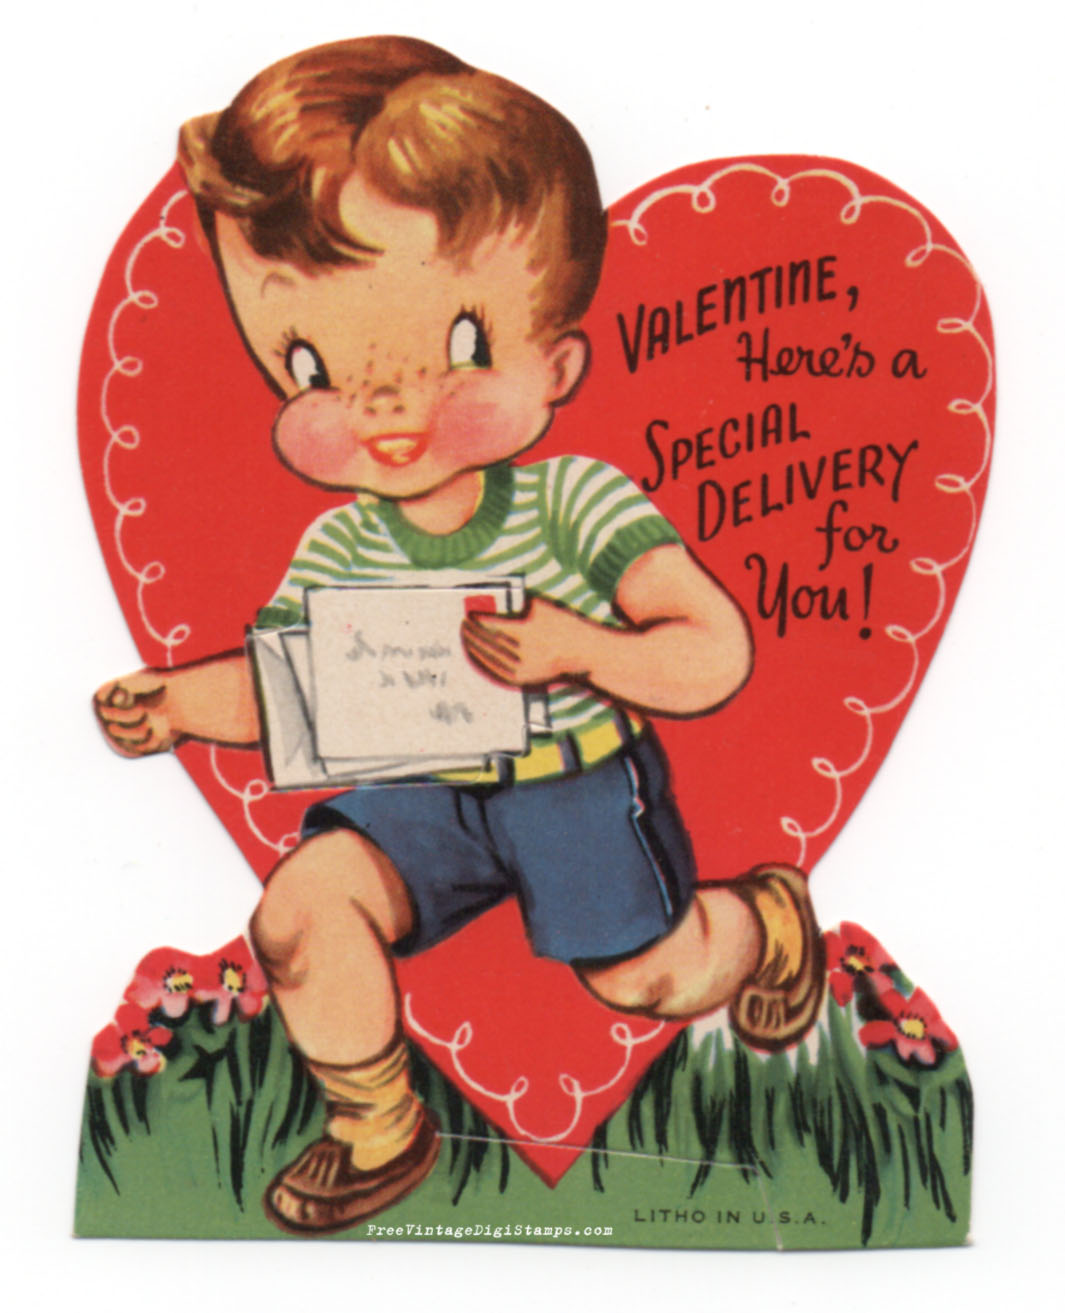 VALENTINE,
Here's a
SPECIAL
DELIVERY
for
You!
LITHO IN U.S.A.
FreeVintageDigiStamps.com